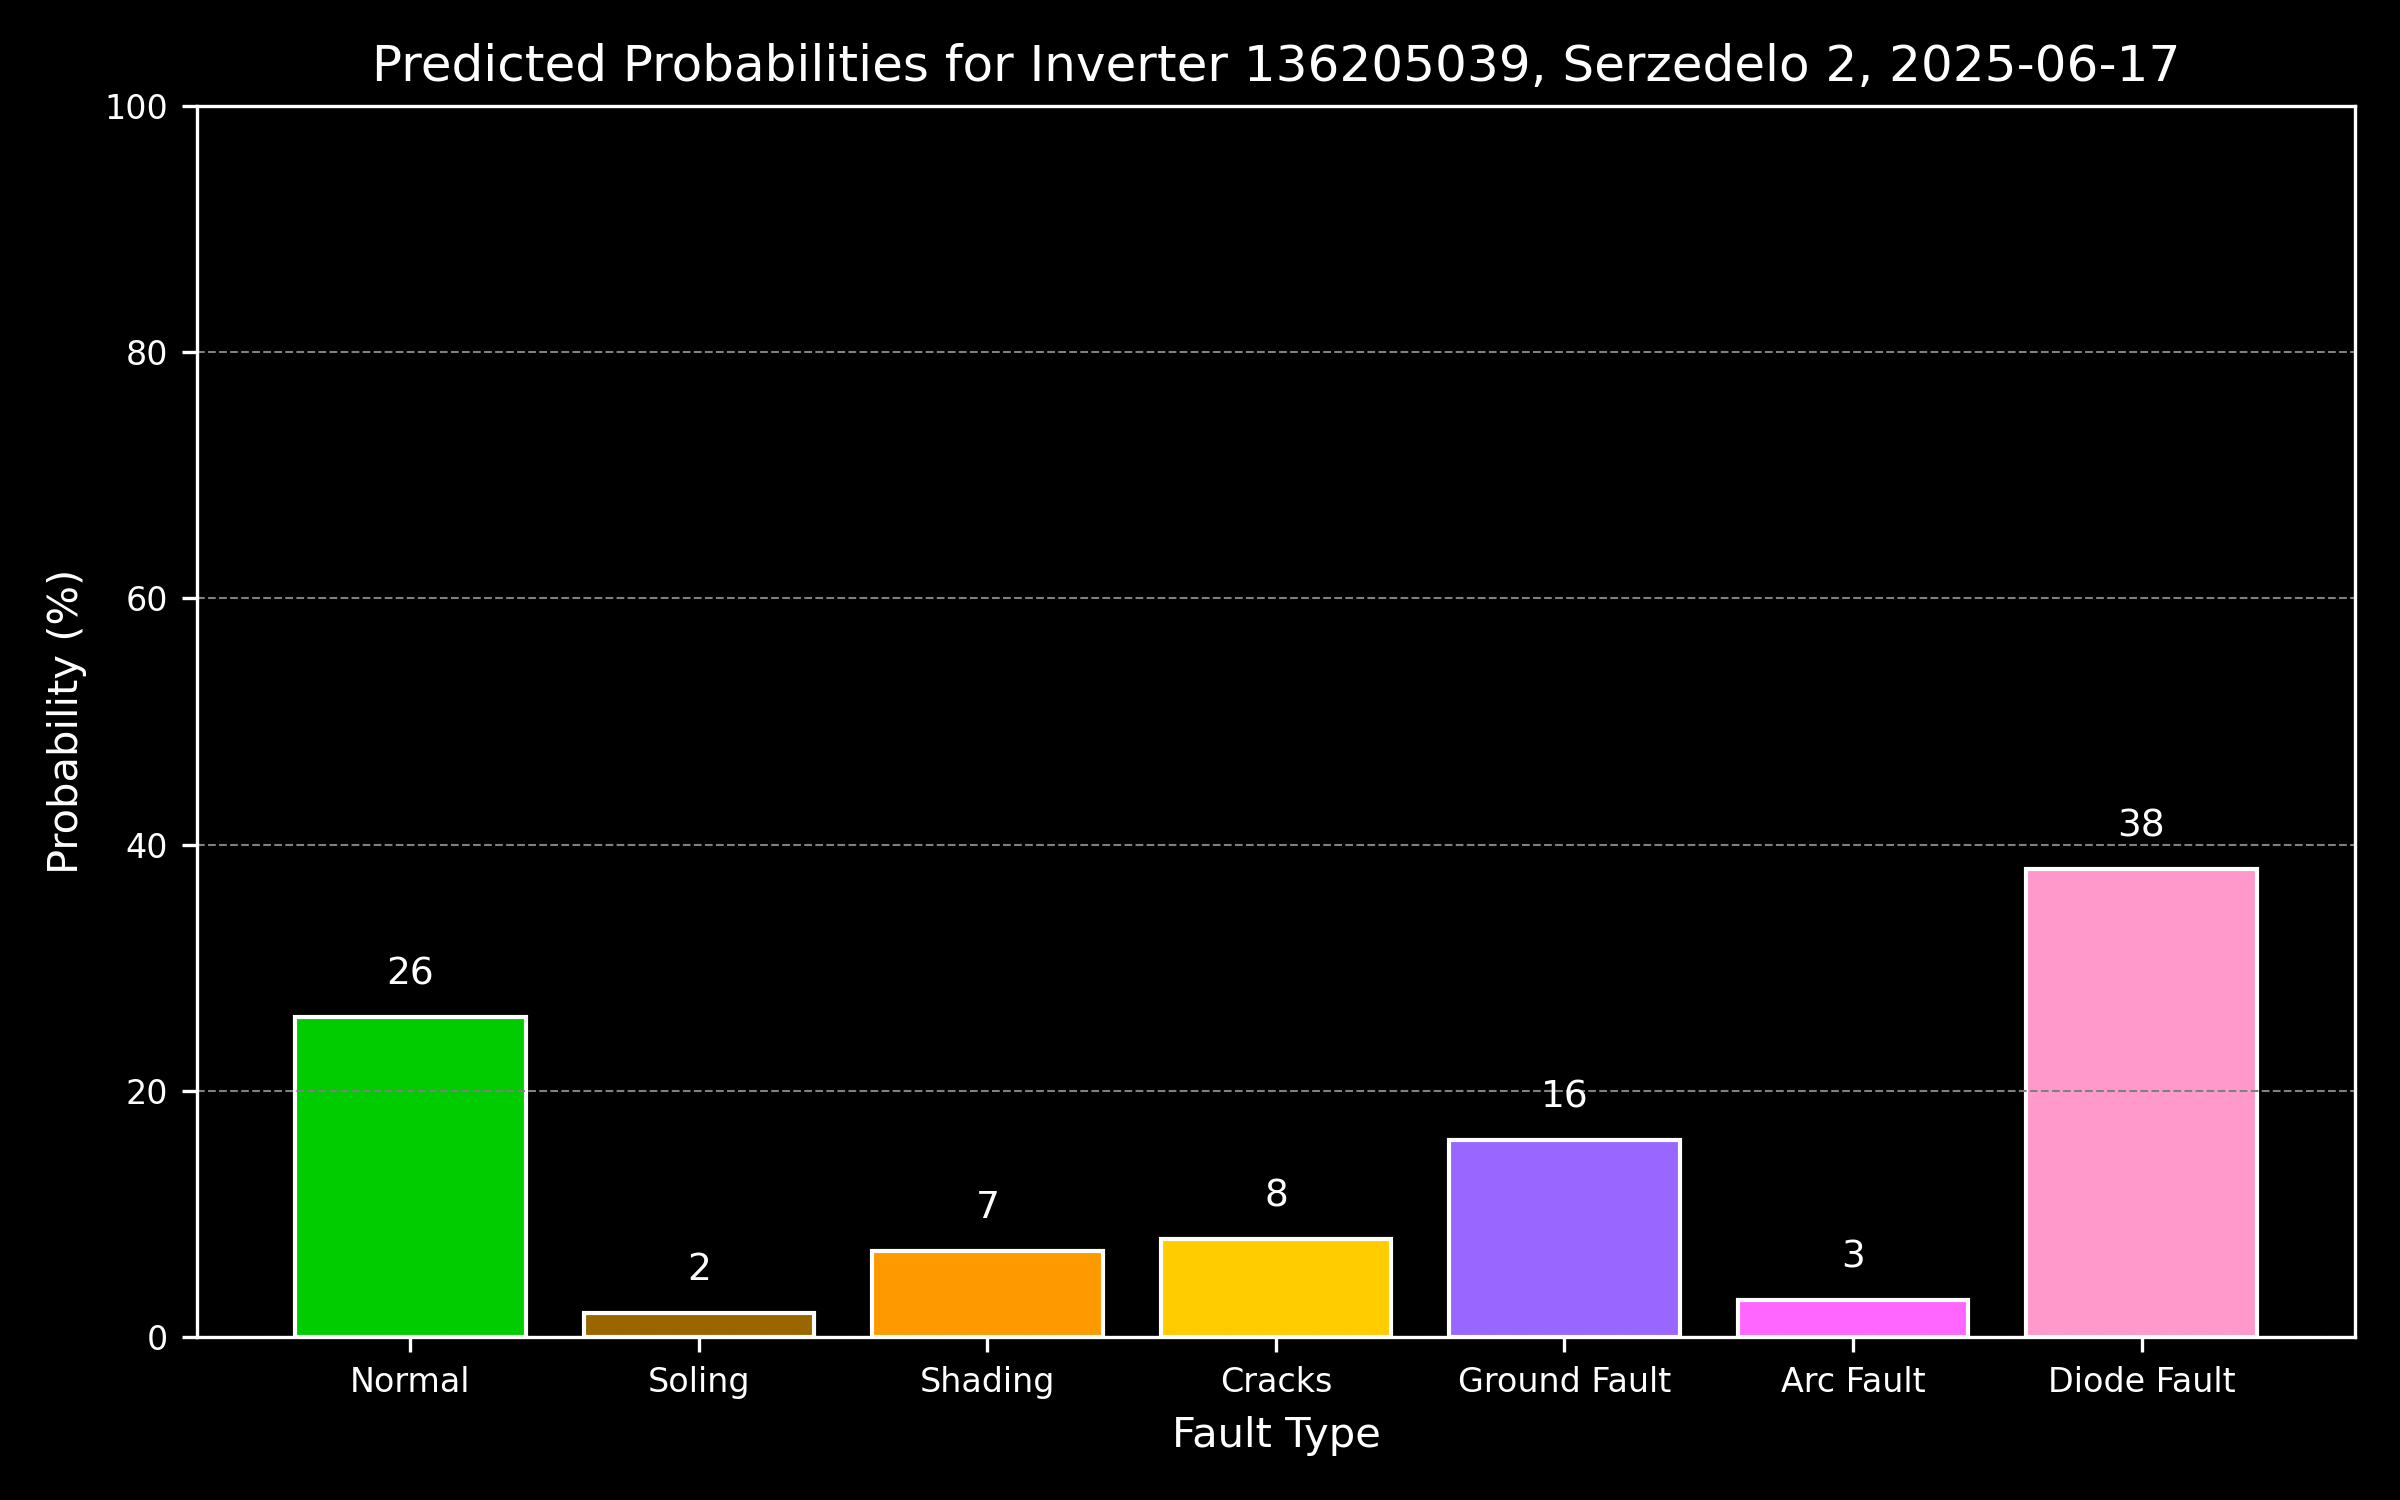 Predicted Probabilities for Inverter 136205039, Serzedelo 2, 2025-06-17
100
80
60
40
20
0
Probability (%)
26
2
7
8
16
3
38
Normal
Soling
Shading
Cracks
Ground Fault
Arc Fault
Diode Fault
Fault Type